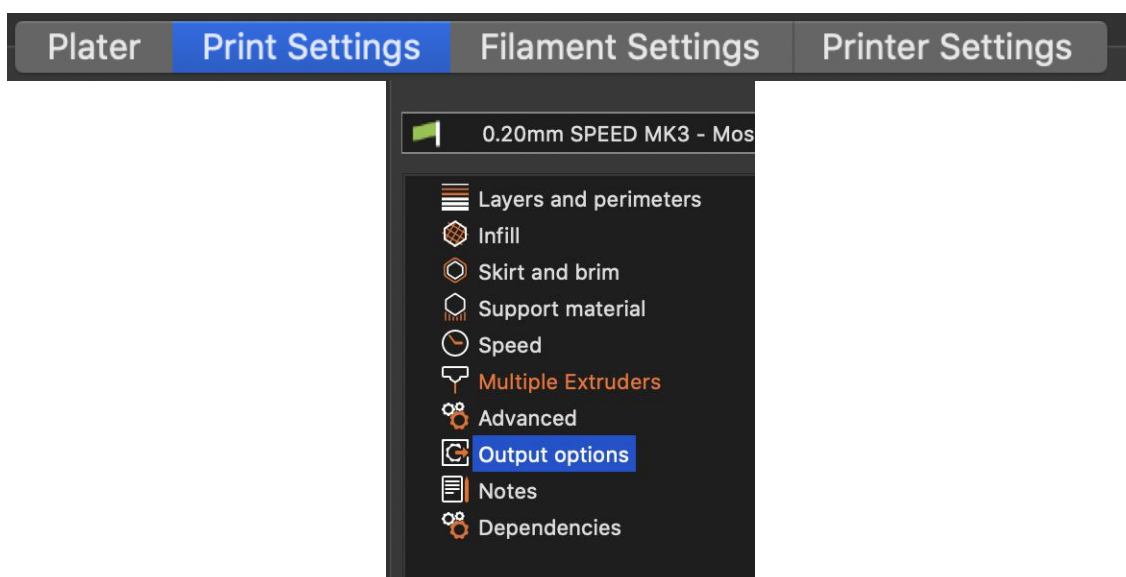 Plater Print Settings Filament Settings Printer Settings
0.20mm SPEED MK3 - Mos
Layers and perimeters
Infill
Skirt and brim
Support material
Speed
Multiple Extruders
Advanced
Output options
Notes
Dependencies